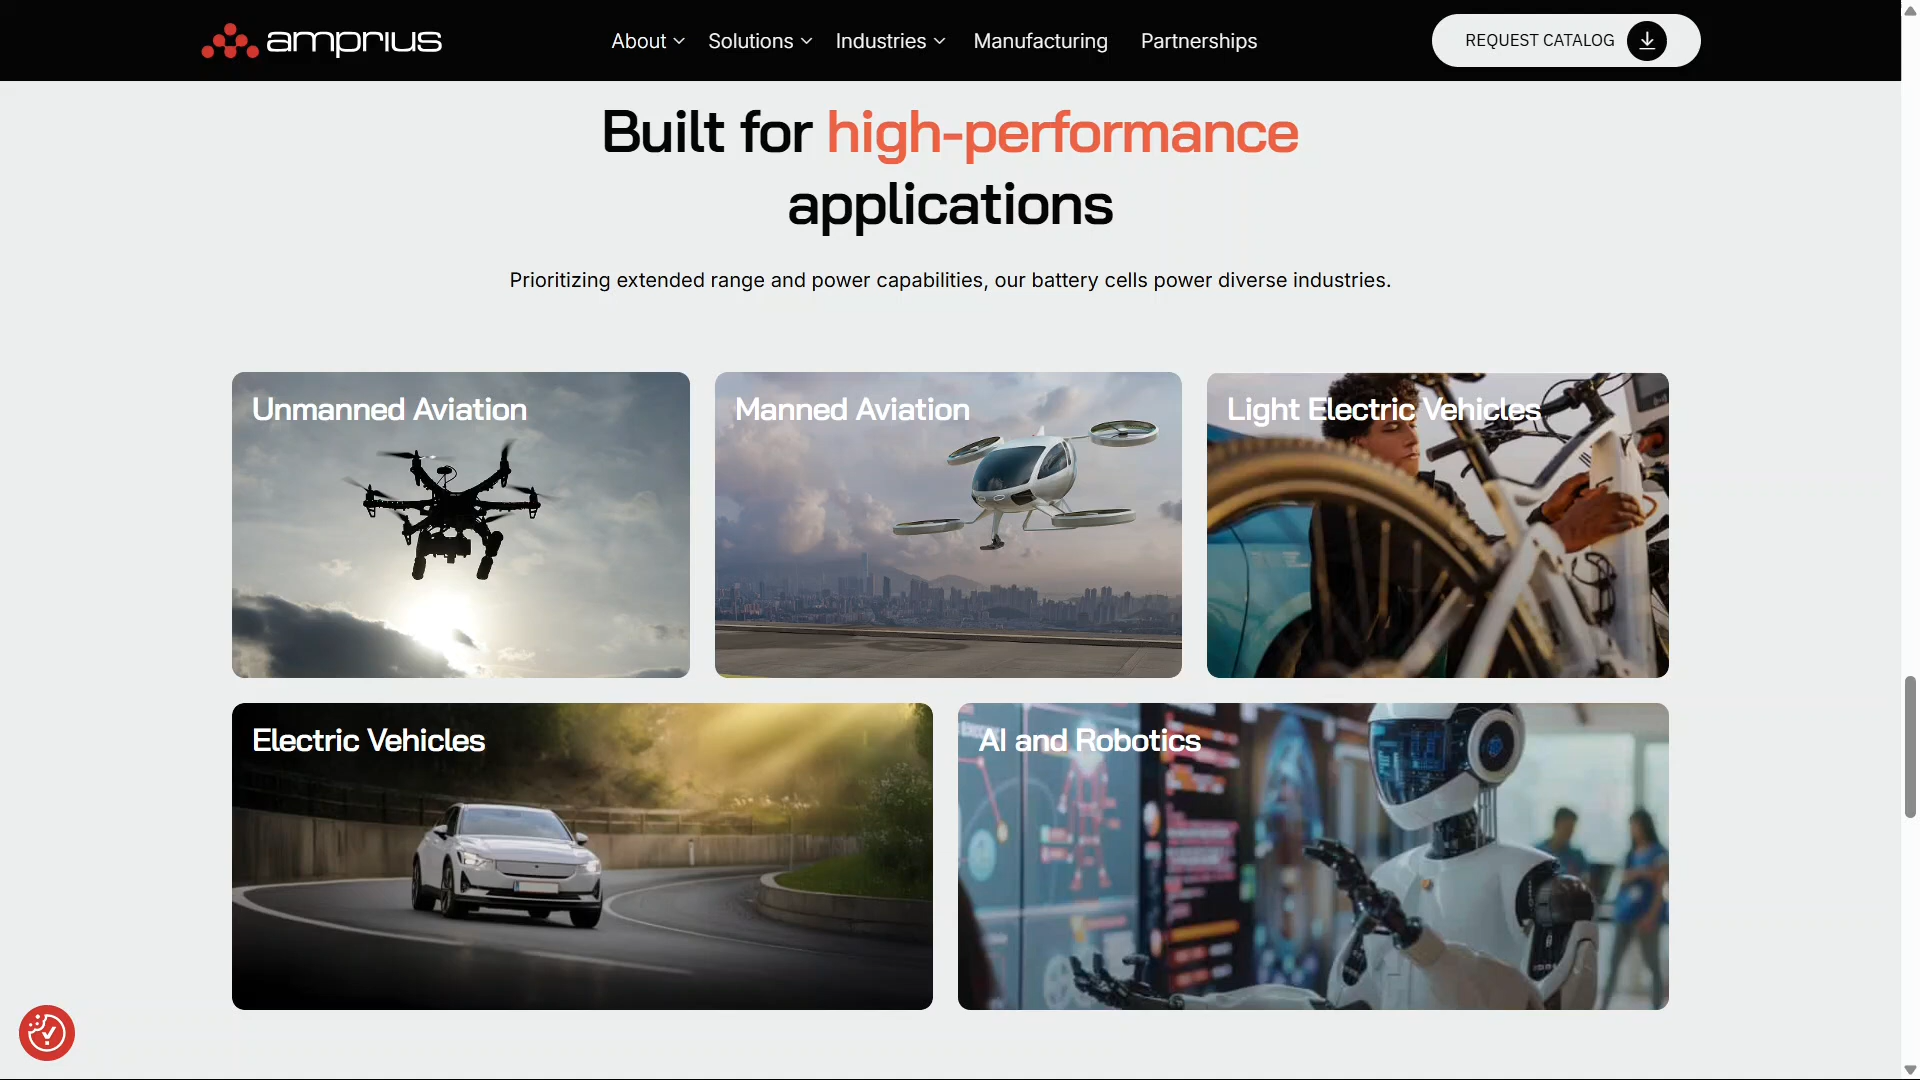 amprius
About
Solutions
Industries
Manufacturing
Partnerships
REQUEST CATALOG
Built for high-performance
applications
Prioritizing extended range and power capabilities, our battery cells power diverse industries.
Unmanned Aviation
Manned Aviation
Light Electric Vehicles
Electric Vehicles
AI and Robotics